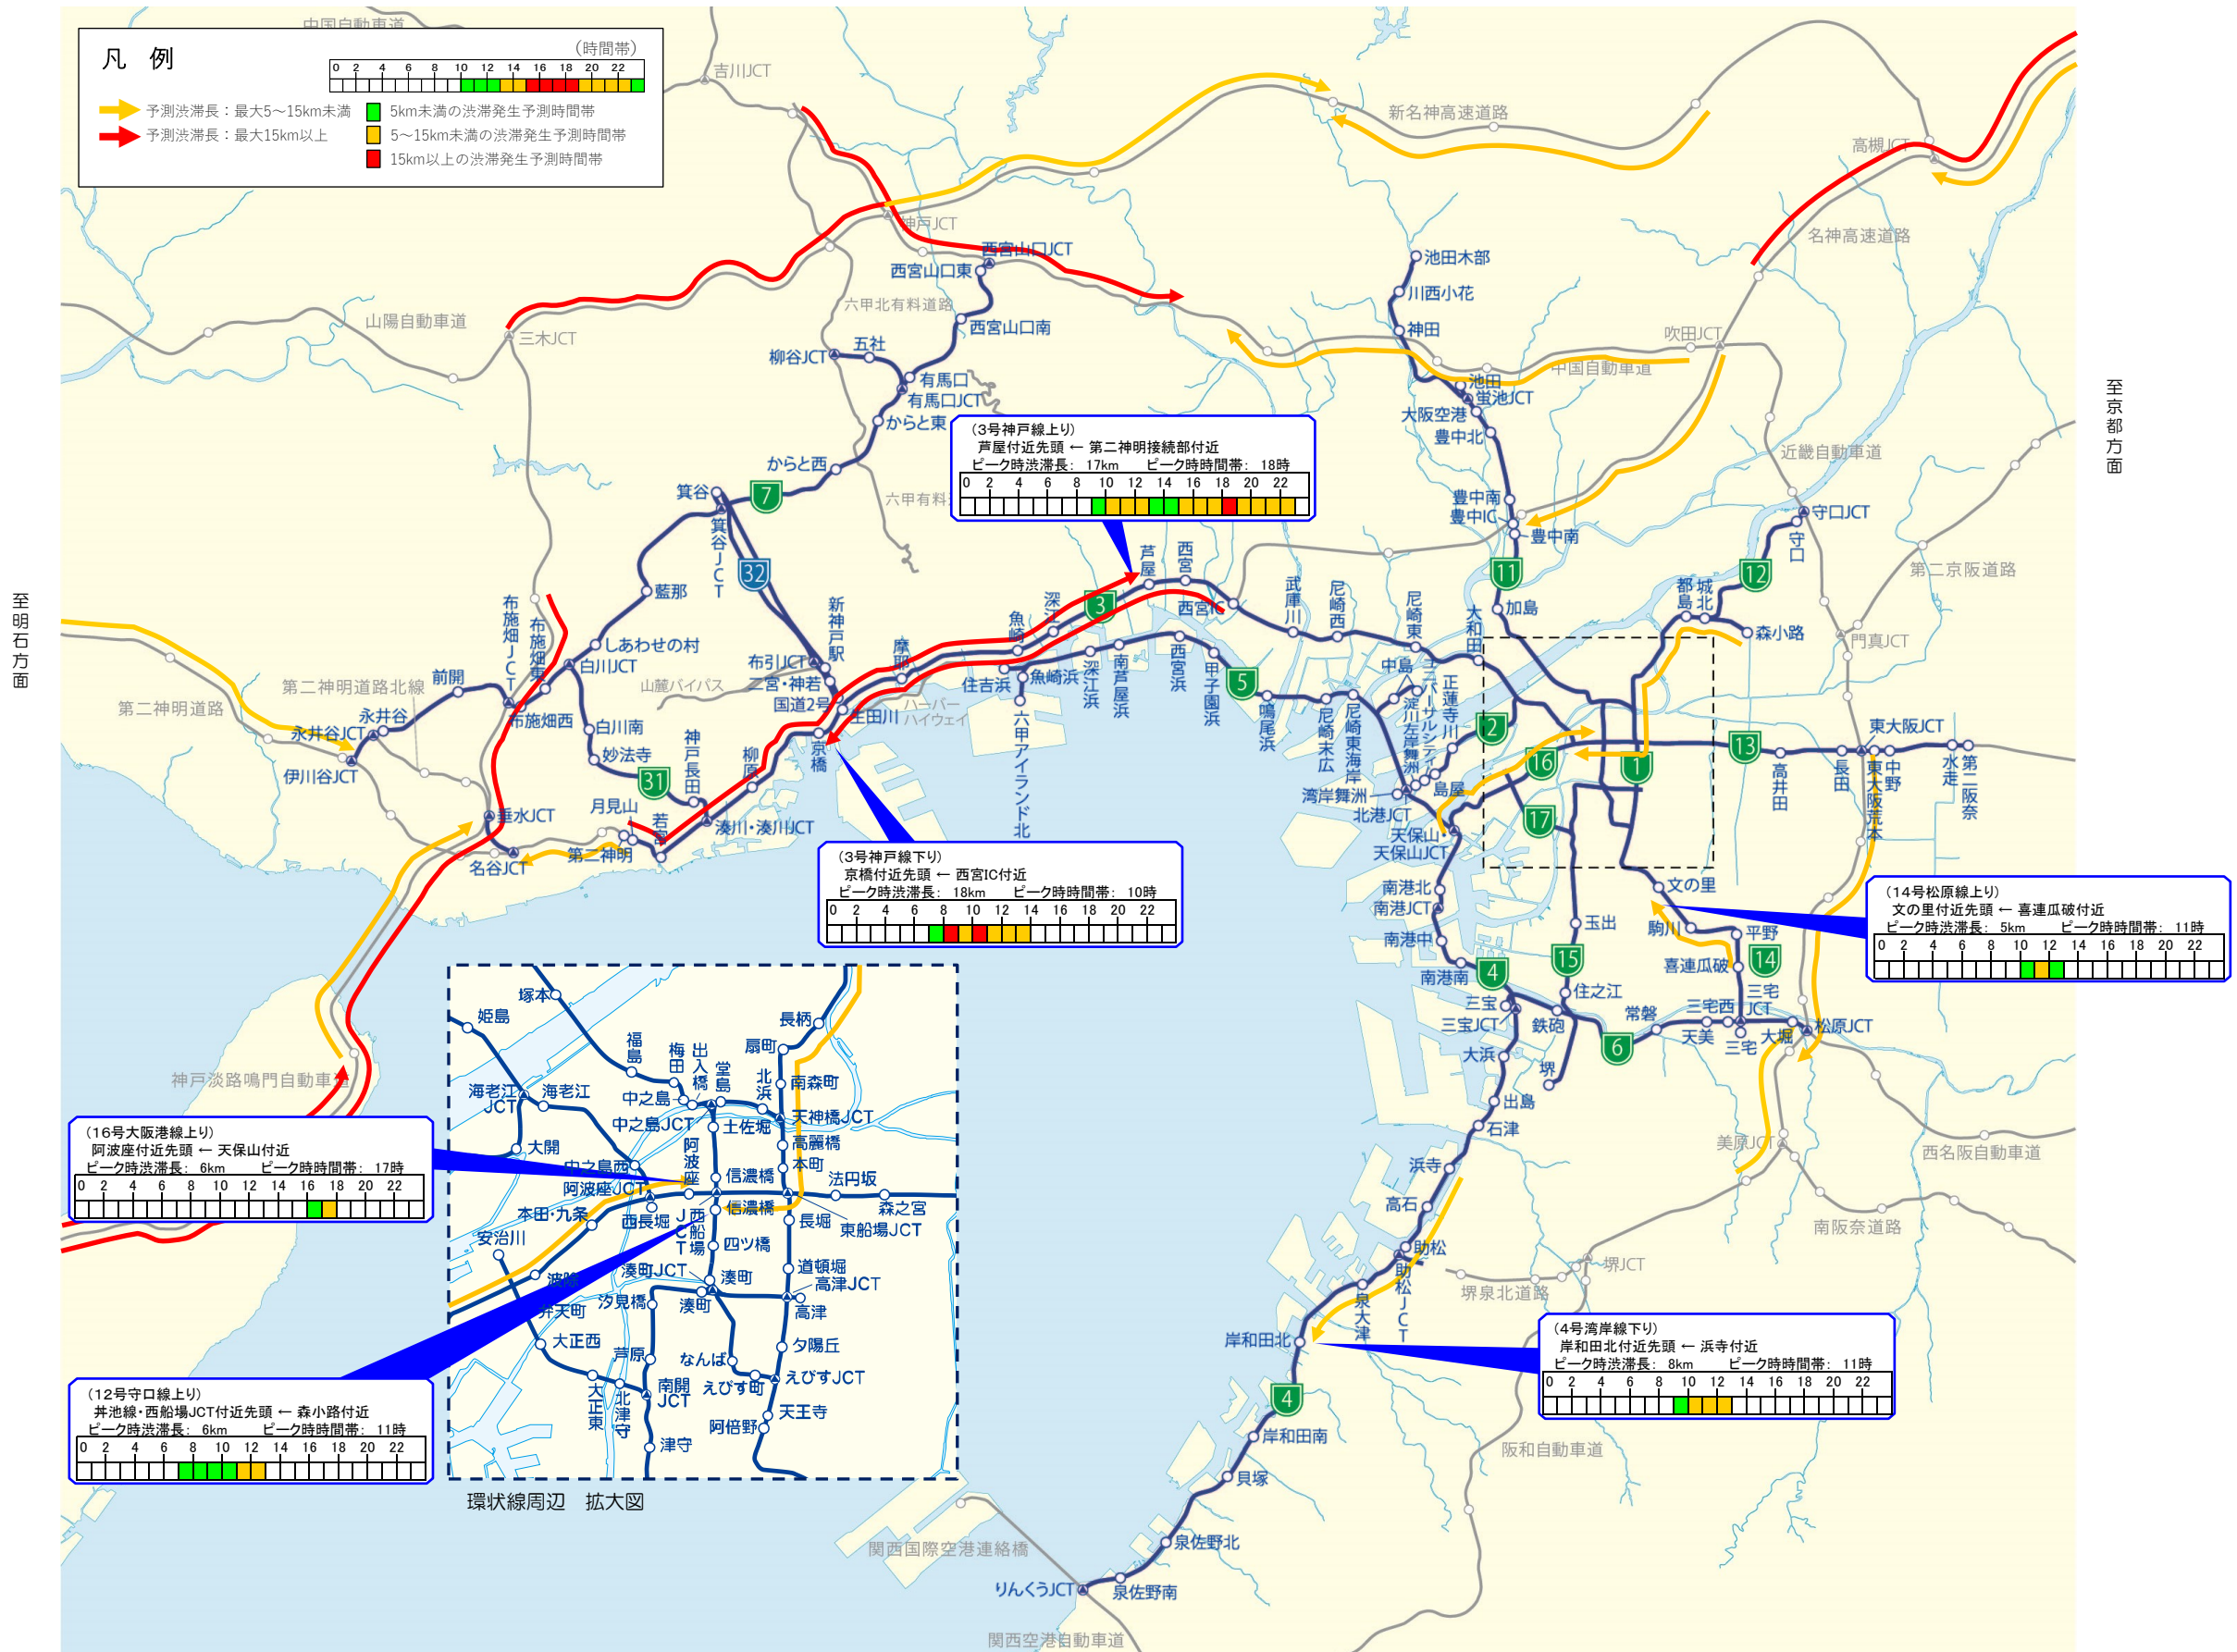 中国自動車道
凡 例
(時間帯)
0 2 4 6 8 10 12 14 16 18 20 22
予測渋滞長：最大5～15km未満
5km未満の渋滞発生予測時間帯
予測渋滞長：最大15km以上
5～15km未満の渋滞発生予測時間帯
15km以上の渋滞発生予測時間帯
吉川JCT
新名神高速道路
高槻JCT
名神高速道路
神戸JCT
西宮山口JCT
西宮山口東
六甲北有料道路
西宮山口南
山陽自動車道
三木JCT
柳谷JCT
五社
有馬口
有馬口JCT
からと東
からと西
六甲有料
池田木部
川西小花
神田
吹田JCT
中国自動車道
池田
蛍池JCT
大阪空港
豊中北
近畿自動車道
至京都方面
至明石方面
（3号神戸線上り）
芦屋付近先頭 ← 第二神明接続部付近
ピーク時渋滞長： 17km ピーク時時間帯： 18時
0 2 4 6 8 10 12 14 16 18 20 22
豊中南
豊中IC
豊中南
守口JCT
守口
12
11
第二京阪道路
箕谷
7
箕谷JCT
32
藍那
しあわせの村
白川JCT
布施畑JCT
布施畑東
布施畑西
前開
第二神明道路北線
第二神明道路
永井谷
永井谷JCT
伊川谷JCT
白川南
妙法寺
31
神戸長田
柳原
月見山
若宮
湊川・湊川JCT
垂水JCT
名谷JCT
第二神明
新神戸駅
布引JCT
二宮・神若
国道2号
山麓バイパス
生田川
ハーバー
ハイウェイ
京橋
摩耶
魚崎
深江
3
芦屋
西宮
西宮IC
武庫川
尼崎西
尼崎東
大和田
加島
都島
城北
森小路
門真JCT
住吉浜
魚崎浜
六甲アイランド北
深江浜
南芦屋浜
西宮浜
甲子園浜
5
鳴尾浜
尼崎末広
尼崎東海岸
中島
淀川左岸舞洲
ユニバーサルシティ
正蓮寺川
2
湾岸舞洲
島屋
北港JCT
天保山
天保山JCT
16
17
1
13
高井田
長田
東大阪JCT
東大阪荒本
中野
水走
第二阪奈
（3号神戸線下り）
京橋付近先頭 ← 西宮IC付近
ピーク時渋滞長： 18km ピーク時時間帯： 10時
0 2 4 6 8 10 12 14 16 18 20 22
（14号松原線上り）
文の里付近先頭 ← 喜連瓜破付近
ピーク時渋滞長： 5km ピーク時時間帯： 11時
0 2 4 6 8 10 12 14 16 18 20 22
南港北
南港JCT
南港中
南港南
4
文の里
駒川
平野
喜連瓜破
14
玉出
15
住之江
三宝
三宝JCT
鉄砲
常磐
三宅西
三宅JCT
天美
三宅
大堀
松原JCT
6
大浜
堺
出島
石津
浜寺
高石
助松
助松JCT
泉大津
岸和田北
4
岸和田南
貝塚
泉佐野北
泉佐野南
りんくうJCT
関西国際空港連絡橋
関西空港自動車道
美原JCT
西名阪自動車道
南阪奈道路
堺JCT
堺泉北道路
阪和自動車道
（4号湾岸線下り）
岸和田北付近先頭 ← 浜寺付近
ピーク時渋滞長： 8km ピーク時時間帯： 11時
0 2 4 6 8 10 12 14 16 18 20 22
神戸淡路鳴門自動車道
（16号大阪港線上り）
阿波座付近先頭 ← 天保山付近
ピーク時渋滞長： 6km ピーク時時間帯： 17時
0 2 4 6 8 10 12 14 16 18 20 22
（12号守口線上り）
丼池線・西船場JCT付近先頭 ← 森小路付近
ピーク時渋滞長： 6km ピーク時時間帯： 11時
0 2 4 6 8 10 12 14 16 18 20 22
塚本
姫島
福島
梅田
出入橋
堂島
長柄
扇町
南森町
北浜
海老江JCT
海老江
中之島
中之島JCT
土佐堀
天神橋JCT
高麗橋
本町
大開
中之島西
阿波座
阿波座JCT
信濃橋
法円坂
森之宮
本田・九条
西長堀
西船場JCT
信濃橋
長堀
東船場JCT
安治川
四ツ橋
道頓堀
波除
弁天町
湊町JCT
湊町
高津JCT
汐見橋
湊町
高津
大正西
芦原
なんば
夕陽丘
えびす町
えびすJCT
大正東
北津守
南開JCT
天王寺
阿倍野
津守
環状線周辺 拡大図